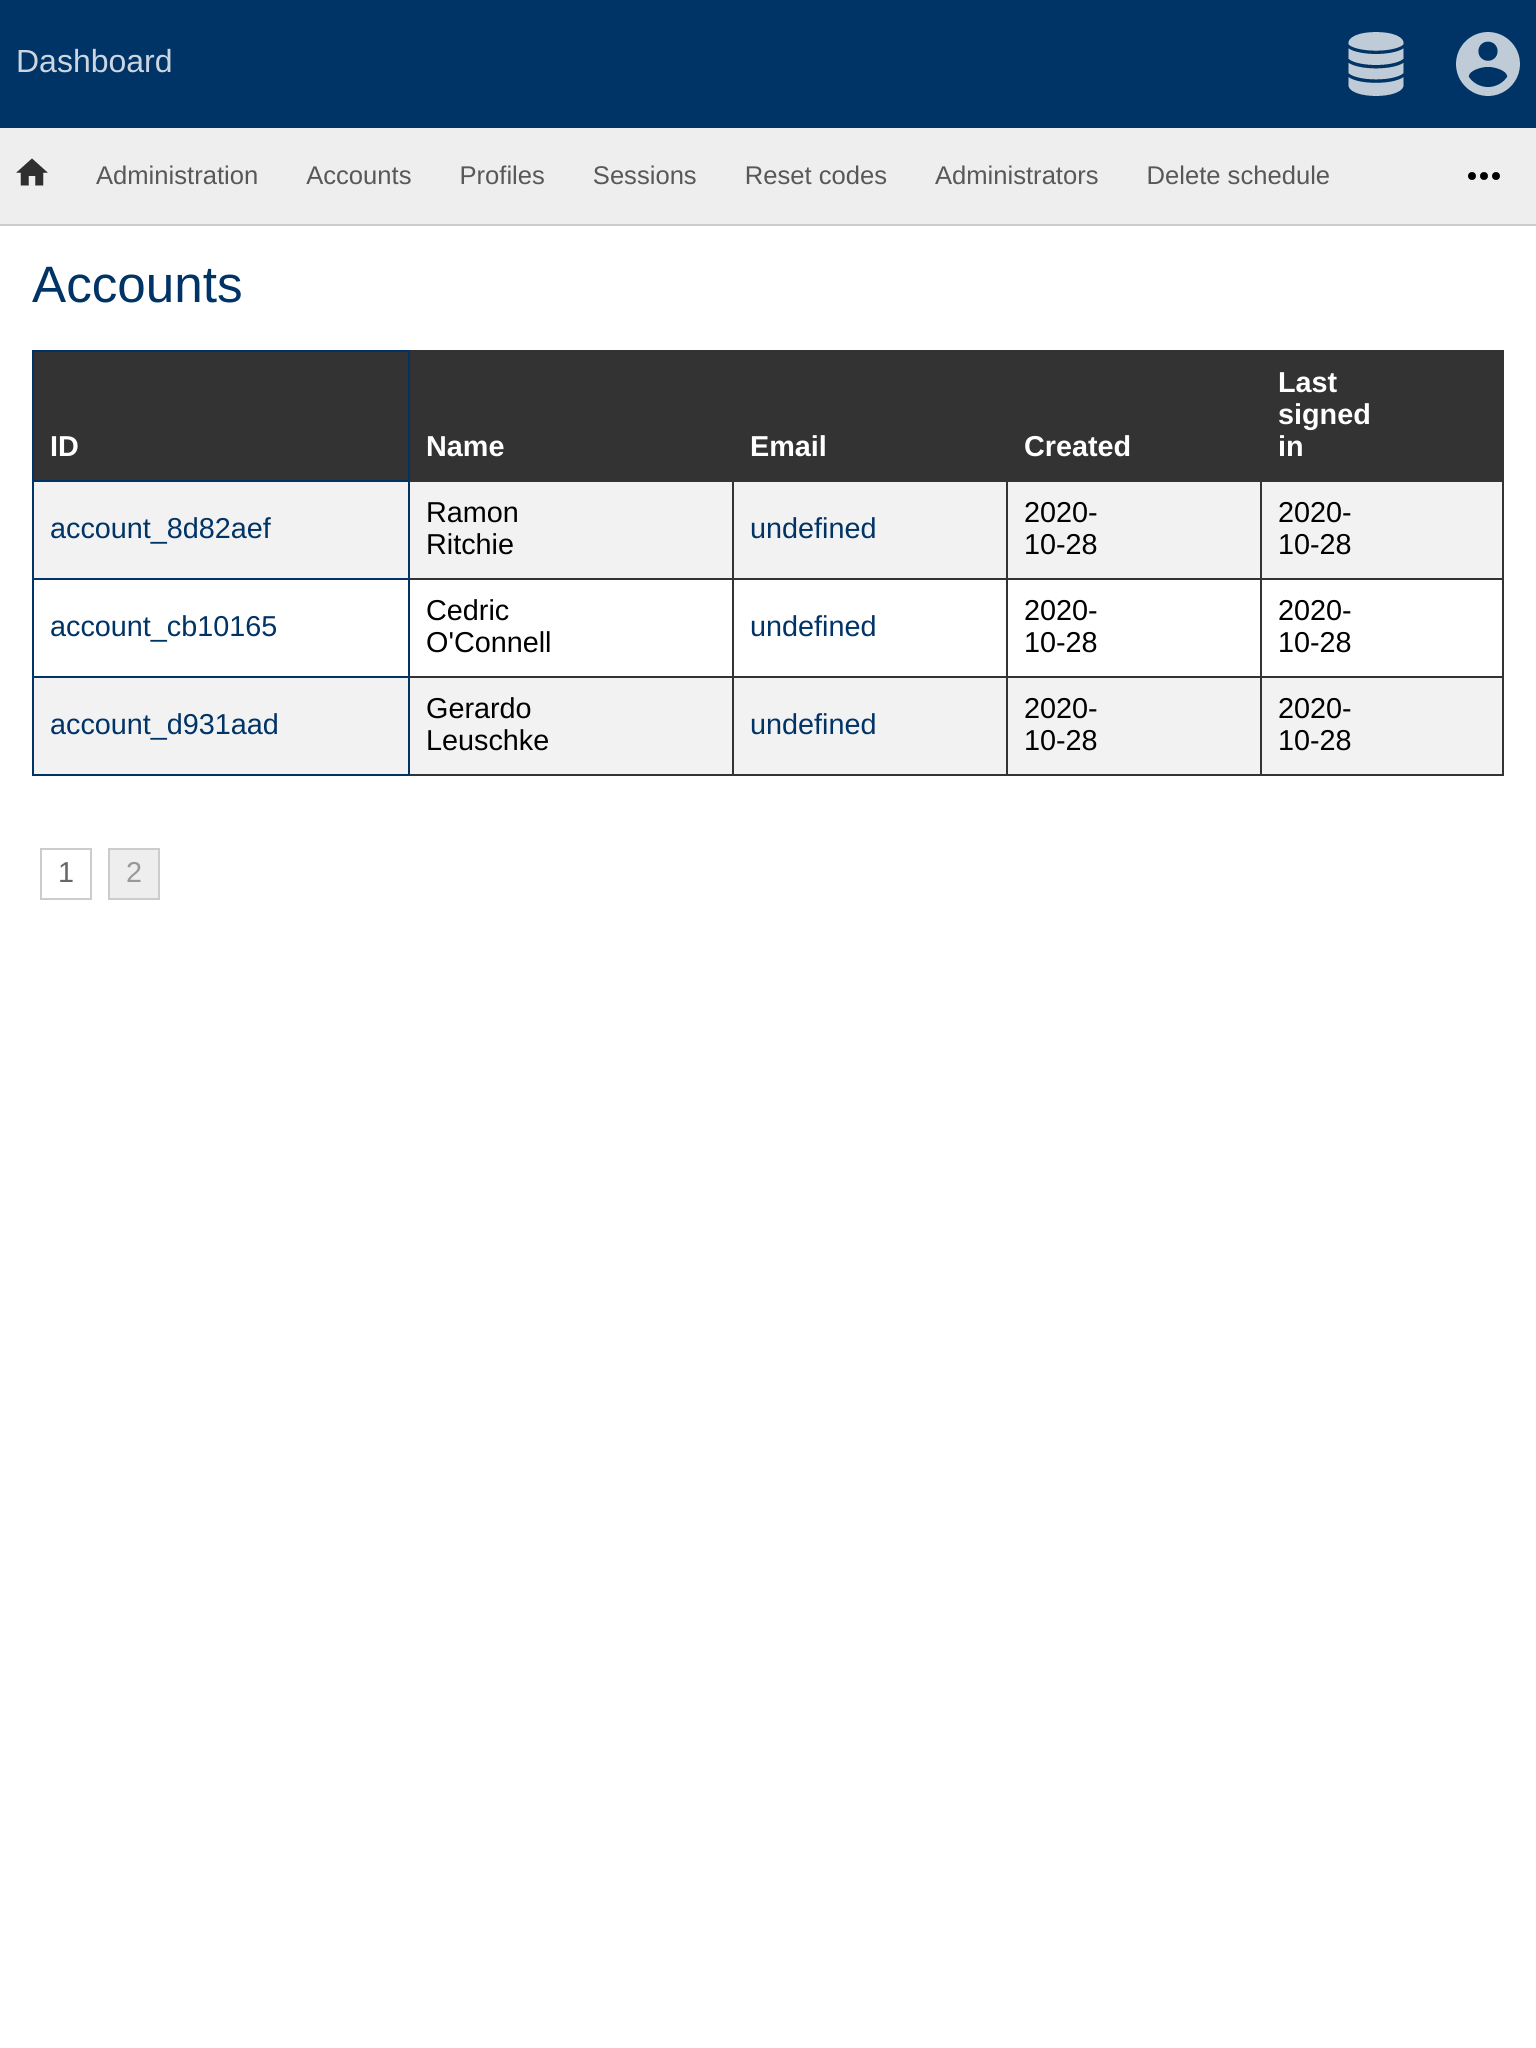 Dashboard
Administration Accounts Profiles Sessions Reset codes Administrators Delete schedule
Accounts
ID Name Email Created Last signed in
account_8d82aef Ramon Ritchie undefined 2020-10-28 2020-10-28
account_cb10165 Cedric O'Connell undefined 2020-10-28 2020-10-28
account_d931aad Gerardo Leuschke undefined 2020-10-28 2020-10-28
1 2